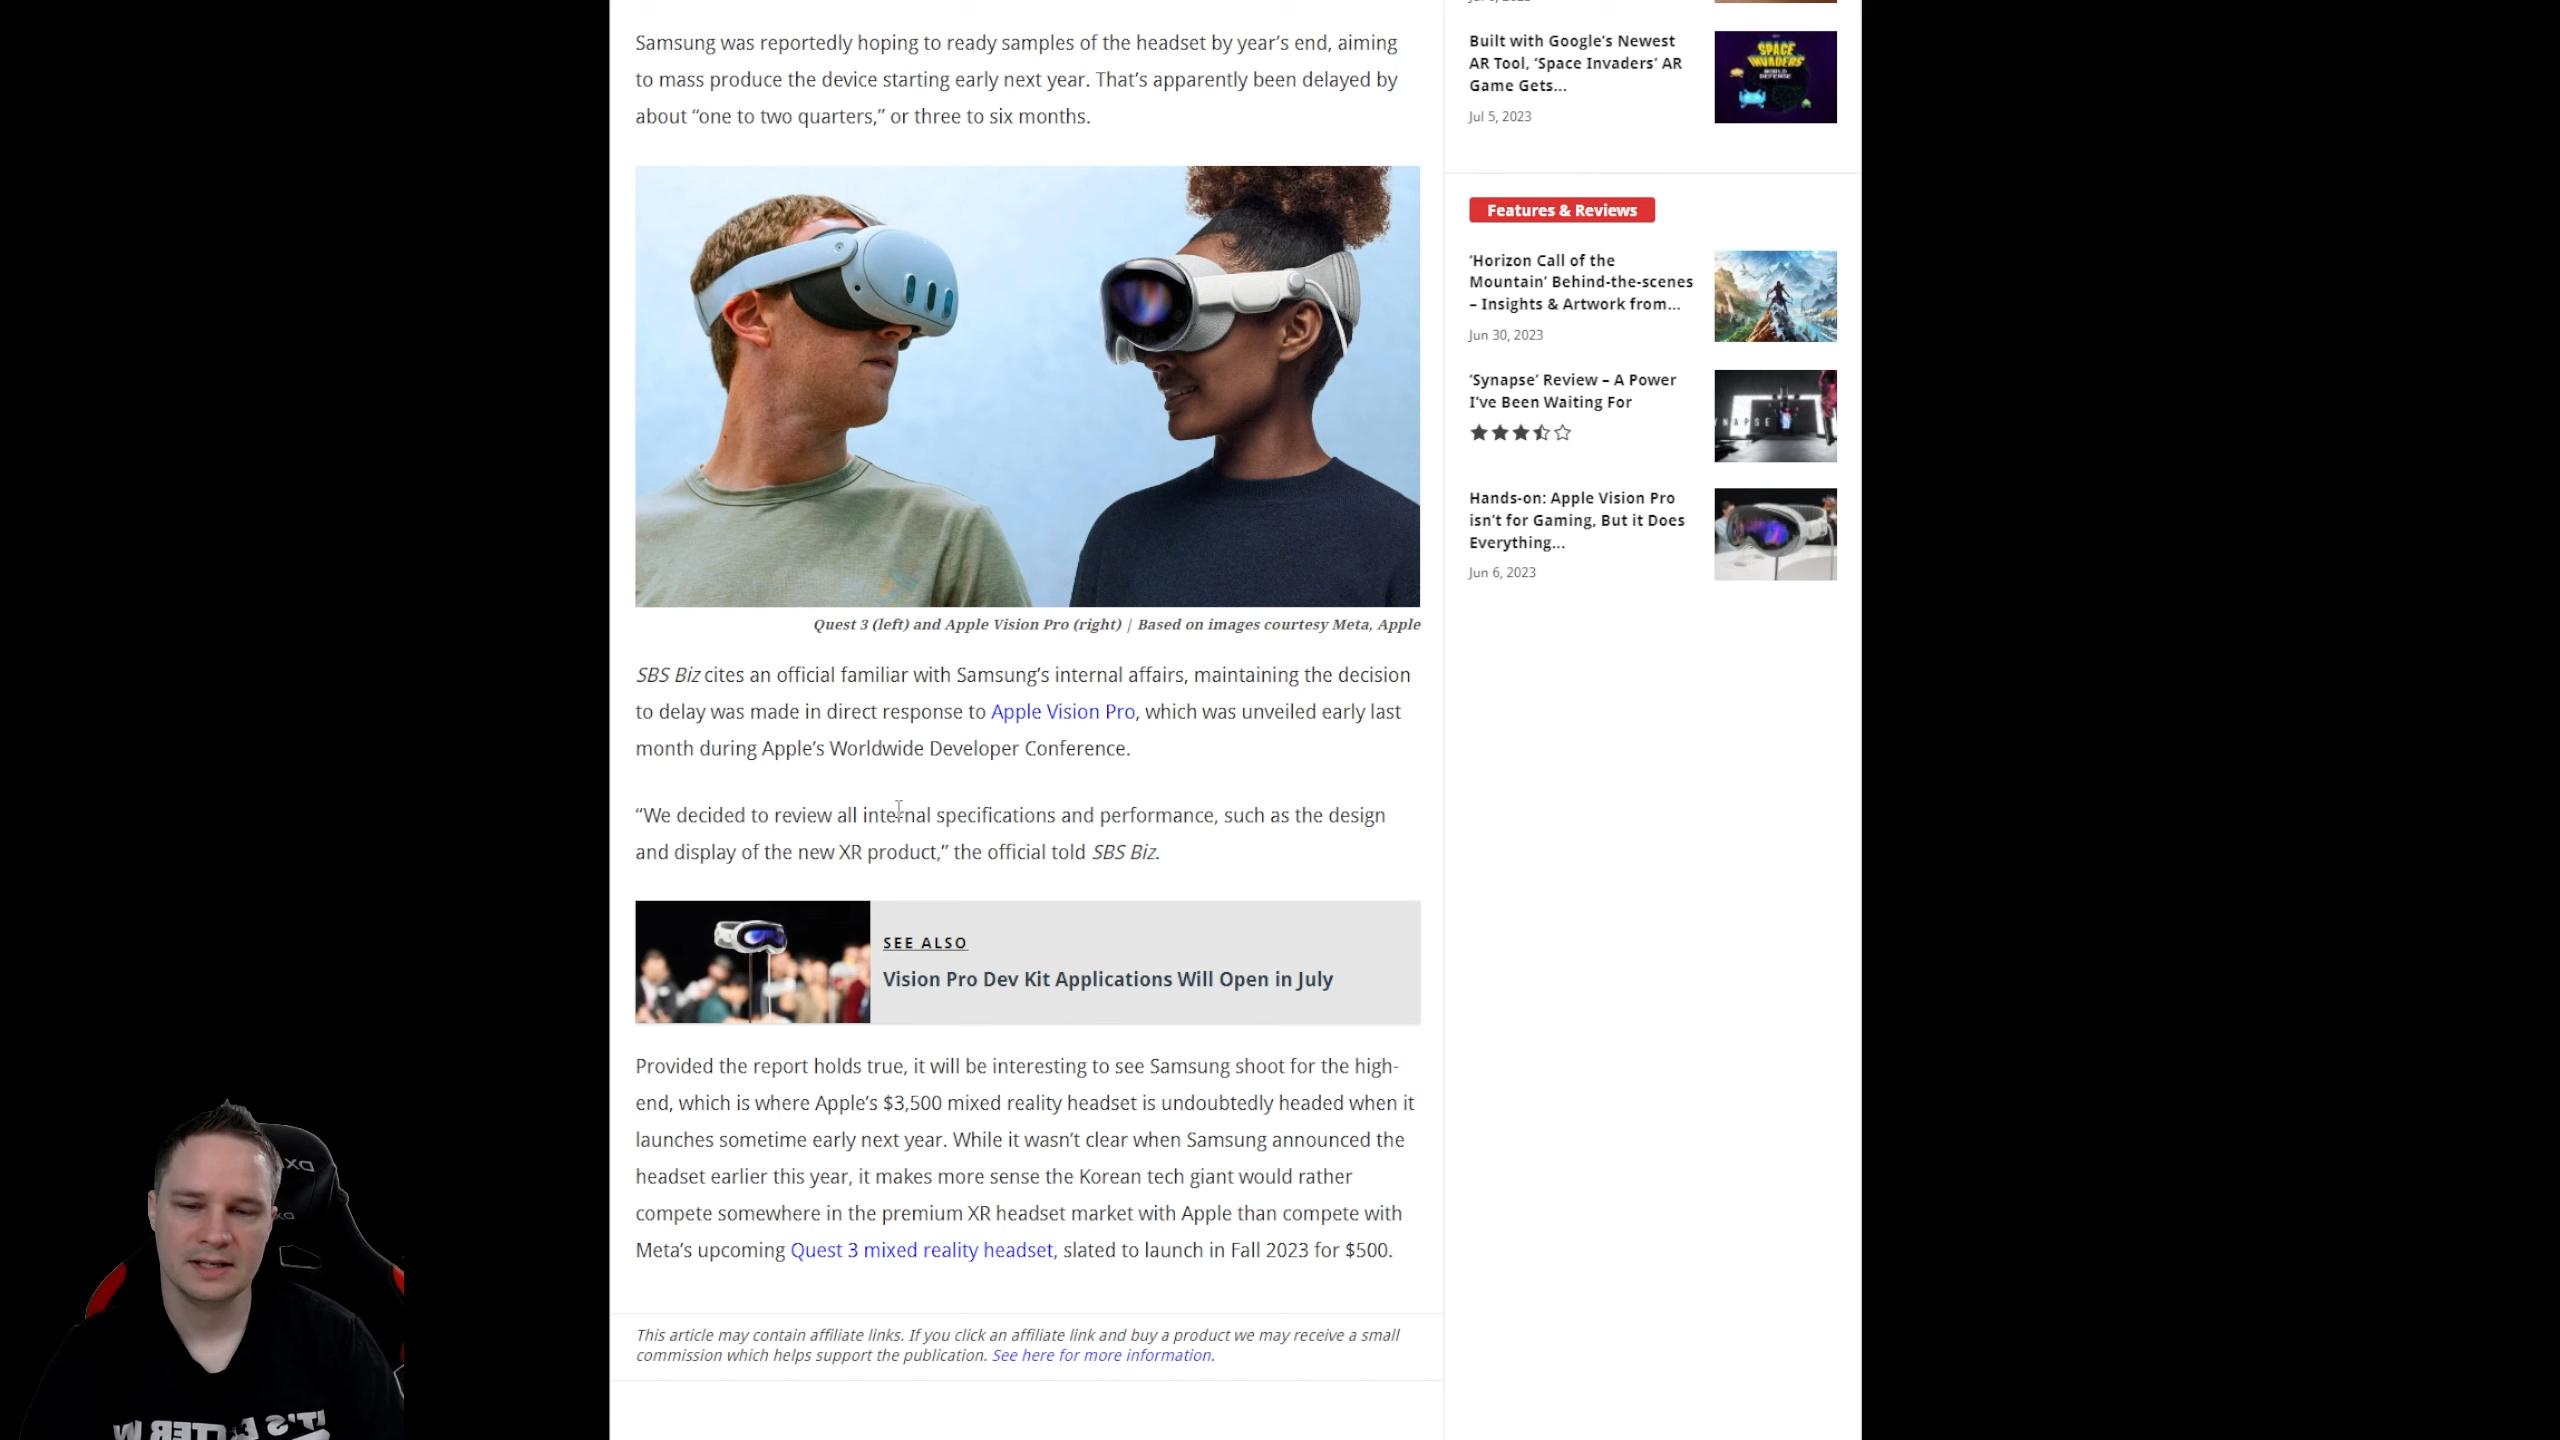 Samsung was reportedly hoping to ready samples of the headset by year’s end, aiming
to mass produce the device starting early next year. That’s apparently been delayed by
about “one to two quarters,” or three to six months.
Quest 3 (left) and Apple Vision Pro (right) | Based on images courtesy Meta, Apple
SBS Biz cites an official familiar with Samsung’s internal affairs, maintaining the decision
to delay was made in direct response to Apple Vision Pro, which was unveiled early last
month during Apple’s Worldwide Developer Conference.
“We decided to review all internal specifications and performance, such as the design
and display of the new XR product,” the official told SBS Biz.
SEE ALSO
Vision Pro Dev Kit Applications Will Open in July
Provided the report holds true, it will be interesting to see Samsung shoot for the high-
end, which is where Apple’s $3,500 mixed reality headset is undoubtedly headed when it
launches sometime early next year. While it wasn’t clear when Samsung announced the
headset earlier this year, it makes more sense the Korean tech giant would rather
compete somewhere in the premium XR headset market with Apple than compete with
Meta’s upcoming Quest 3 mixed reality headset, slated to launch in Fall 2023 for $500.
This article may contain affiliate links. If you click an affiliate link and buy a product we may receive a small
commission which helps support the publication. See here for more information.
Built with Google’s Newest
AR Tool, ‘Space Invaders’ AR
Game Gets...
Jul 5, 2023
SPACE
INVADERS
WORLD
DEFENSE
Features & Reviews
‘Horizon Call of the
Mountain’ Behind-the-scenes
– Insights & Artwork from...
Jun 30, 2023
‘Synapse’ Review – A Power
I’ve Been Waiting For
Hands-on: Apple Vision Pro
isn’t for Gaming, But it Does
Everything...
Jun 6, 2023
IT'S